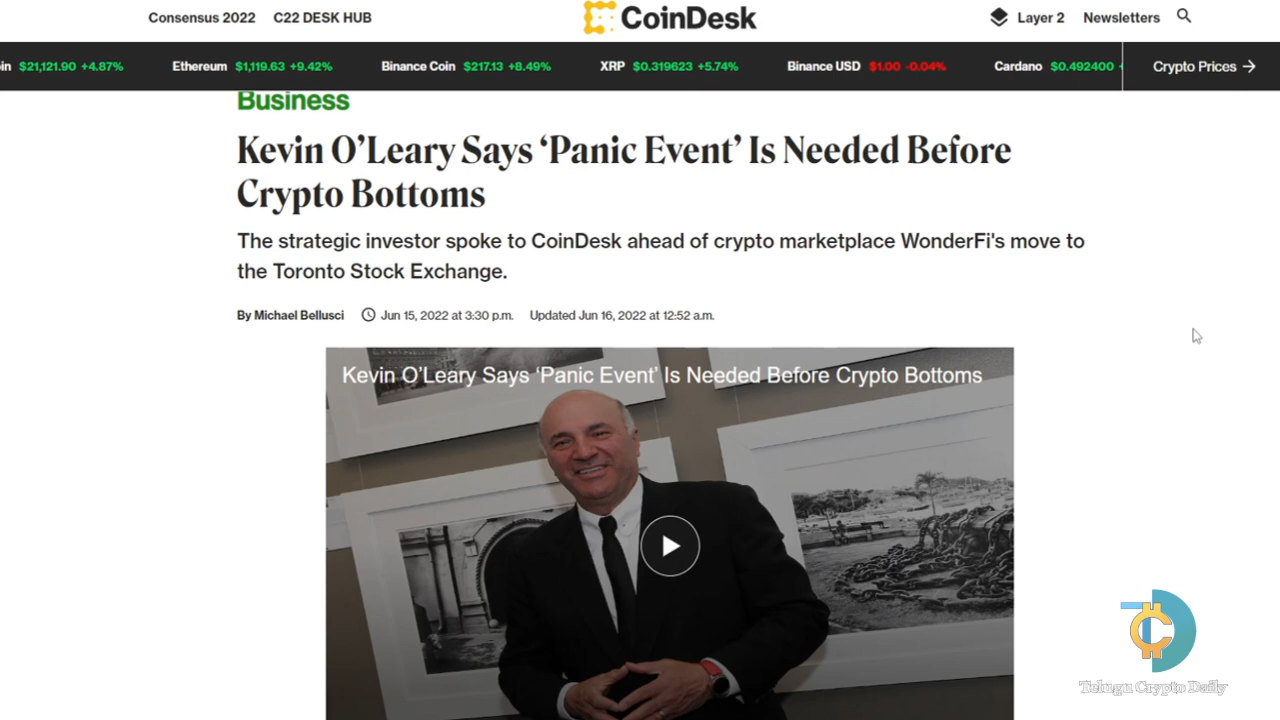 Consensus 2022 C22 DESK HUB CoinDesk Layer 2 Newsletters
in $21,121.90 +4.87% Ethereum $1,119.63 +9.42% Binance Coin $217.13 +8.49% XRP $0.319623 +5.74% Binance USD $1.00 -0.04% Cardano $0.492400 Crypto Prices →
Business
Kevin O’Leary Says ‘Panic Event’ Is Needed Before
Crypto Bottoms
The strategic investor spoke to CoinDesk ahead of crypto marketplace WonderFi's move to
the Toronto Stock Exchange.
By Michael Bellusci Jun 15, 2022 at 3:30 p.m. Updated Jun 16, 2022 at 12:52 a.m.
Kevin O’Leary Says ‘Panic Event’ Is Needed Before Crypto Bottoms
Telugu Crypto Daily